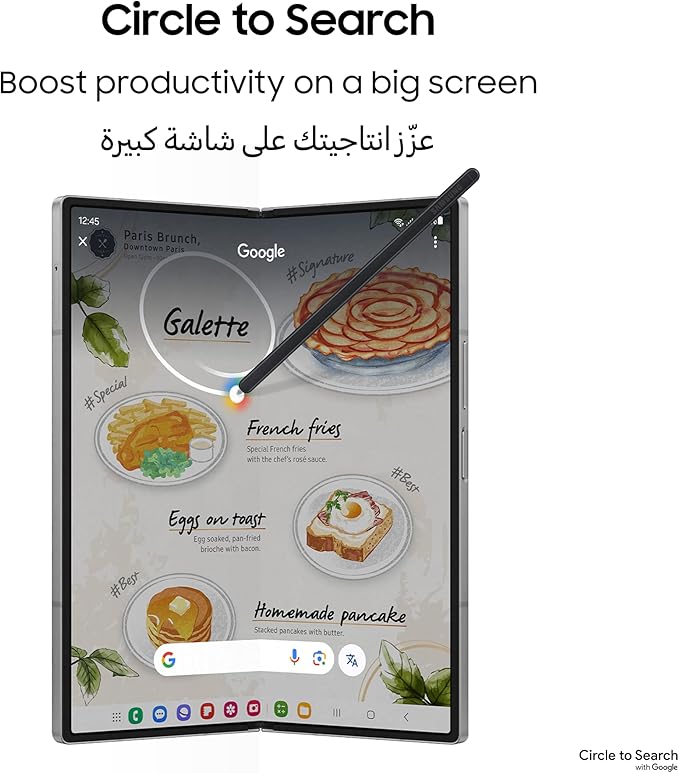 Circle to Search
Boost productivity on a big screen
عزّز انتاجيتك على شاشة كبيرة
12:45
Paris Brunch,
Downtown Paris
Google
#Signature
Galette
#Special
French fries
Special French fries
with the chef's rosé sauce.
#Best
Eggs on toast
Egg soaked, pan-fried
brioche with bacon.
#Best
Homemade pancake
Stacked pancakes with butter.
Circle to Search
with Google